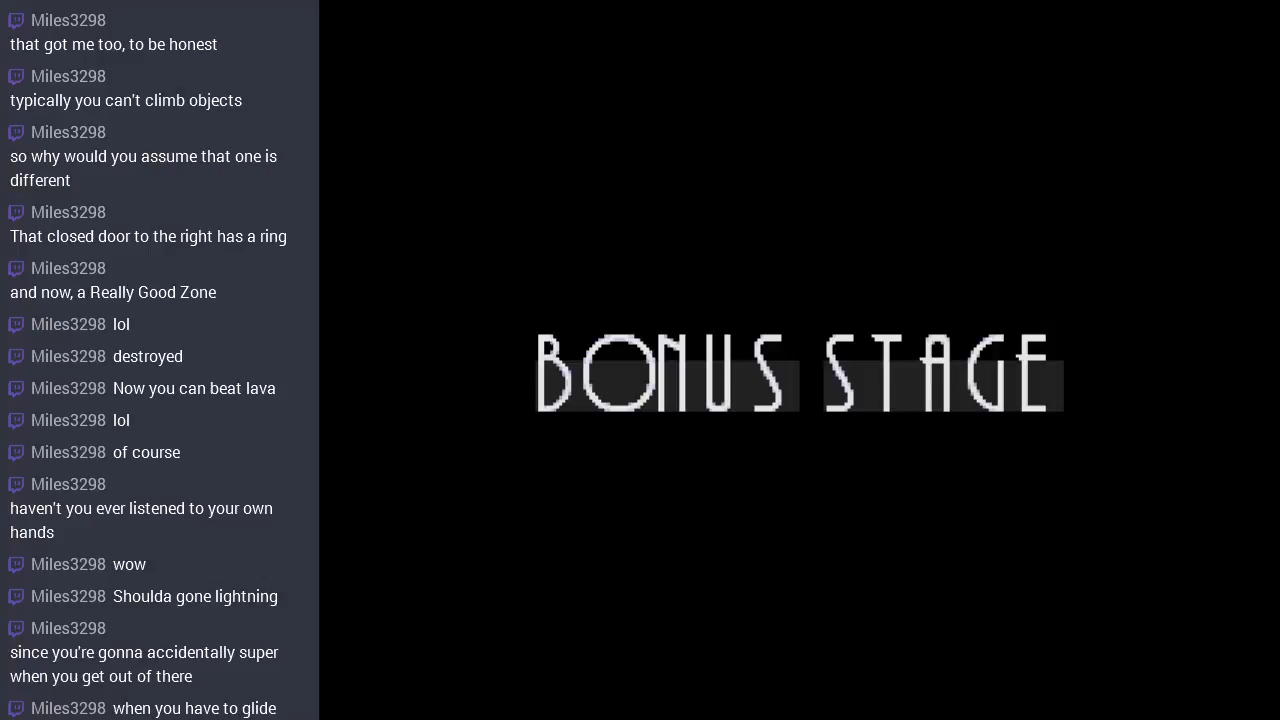 Miles3298
that got me too, to be honest
Miles3298
typically you can't climb objects
Miles3298
so why would you assume that one is
different
Miles3298
That closed door to the right has a ring
Miles3298
and now, a Really Good Zone
Miles3298 lol
Miles3298 destroyed
Miles3298 Now you can beat lava
Miles3298 lol
Miles3298 of course
Miles3298
haven't you ever listened to your own
hands
Miles3298 wow
Miles3298 Shoulda gone lightning
Miles3298
since you're gonna accidentally super
when you get out of there
Miles3298 when you have to glide
BONUS STAGE